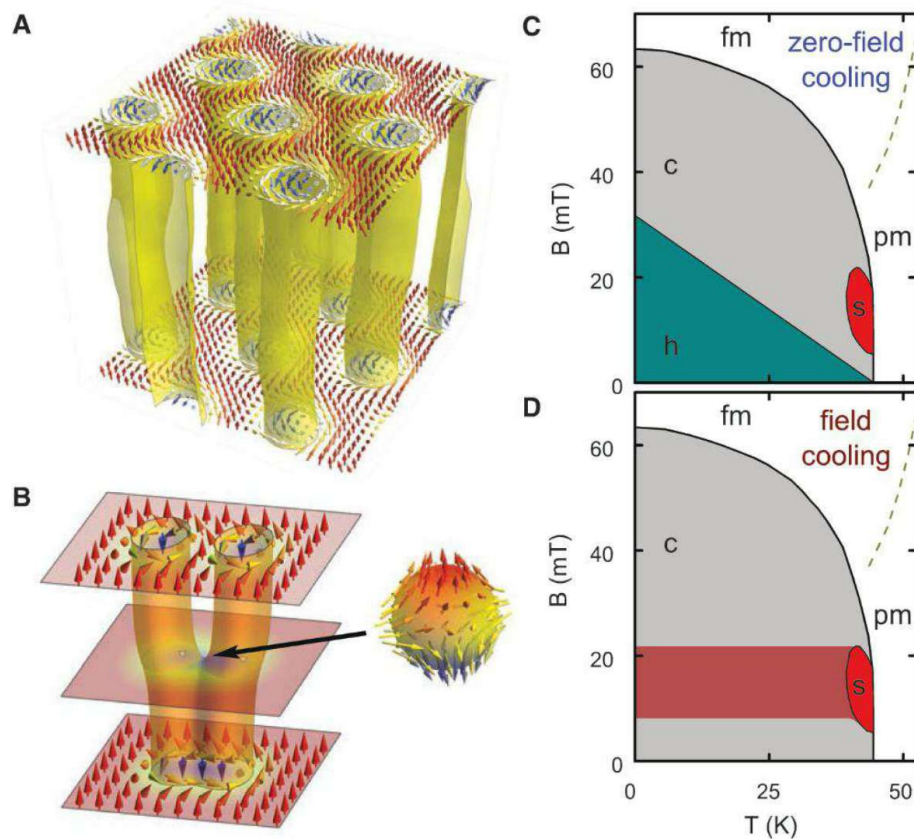 A
B
C
fm
zero-field
cooling
60
c
40
B (mT)
pm
20
s
h
0
D
fm
field
cooling
60
c
40
B (mT)
pm
20
s
0
0
25
50
T (K)